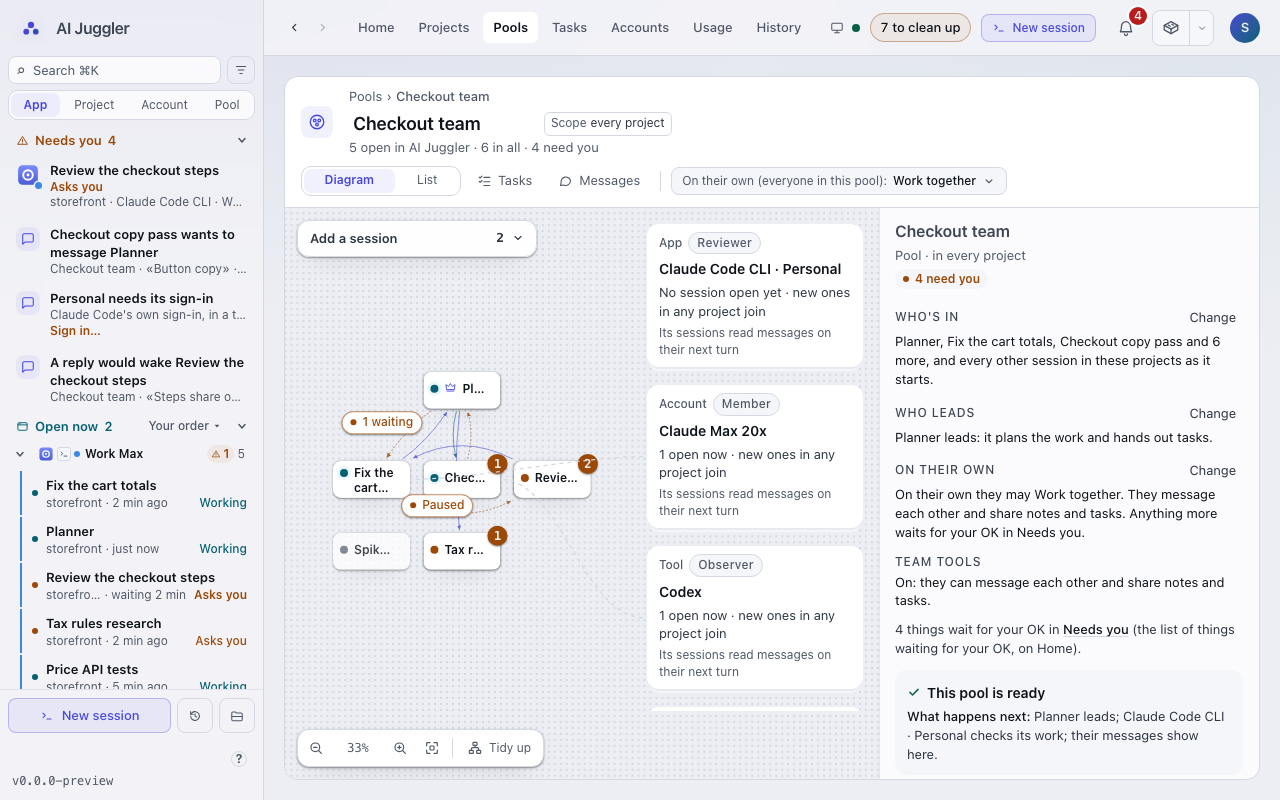 AI Juggler
Search ⌘K
App Project Account Pool
Needs you 4
Review the checkout steps
Asks you
storefront · Claude Code CLI · W…
Checkout copy pass wants to
message Planner
Checkout team · «Button copy» ·…
Personal needs its sign-in
Claude Code's own sign-in, in a t…
Sign in…
A reply would wake Review the
checkout steps
Checkout team · «Steps share o…
Open now 2 Your order
Work Max 1 5
Fix the cart totals
storefront · 2 min ago Working
Planner
storefront · just now Working
Review the checkout steps
storefro… · waiting 2 min Asks you
Tax rules research
storefront · 2 min ago Asks you
Price API tests
storefront · 5 min ago Working
New session
?
v0.0.0-preview
Home Projects Pools Tasks Accounts Usage History
7 to clean up
New session
4
S
Pools › Checkout team
Checkout team
Scope every project
5 open in AI Juggler · 6 in all · 4 need you
Diagram List Tasks Messages
On their own (everyone in this pool): Work together
Add a session 2
Pl…
1 waiting
Fix the
cart…
Chec…
1
Revie…
2
Paused
Spik…
Tax r…
1
33%
Tidy up
App Reviewer
Claude Code CLI · Personal
No session open yet · new ones
in any project join
Its sessions read messages on
their next turn
Account Member
Claude Max 20x
1 open now · new ones in any
project join
Its sessions read messages on
their next turn
Tool Observer
Codex
1 open now · new ones in any
project join
Its sessions read messages on
their next turn
Checkout team
Pool · in every project
4 need you
WHO'S IN Change
Planner, Fix the cart totals, Checkout copy pass and 6
more, and every other session in these projects as it
starts.
WHO LEADS Change
Planner leads: it plans the work and hands out tasks.
ON THEIR OWN Change
On their own they may Work together. They message
each other and share notes and tasks. Anything more
waits for your OK in Needs you.
TEAM TOOLS
On: they can message each other and share notes and
tasks.
4 things wait for your OK in Needs you (the list of things
waiting for your OK, on Home).
This pool is ready
What happens next: Planner leads; Claude Code CLI
· Personal checks its work; their messages show
here.